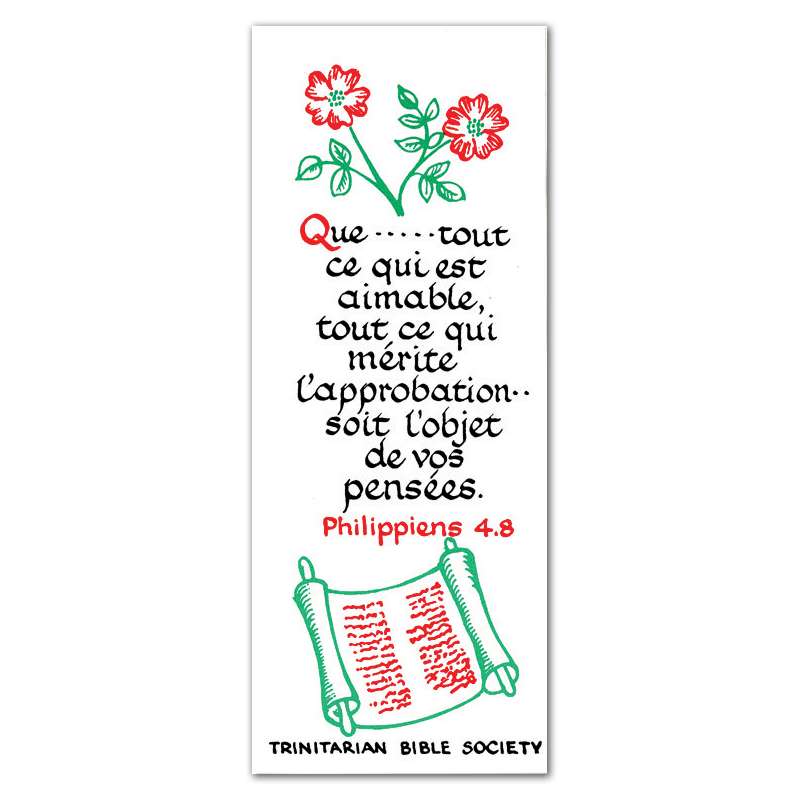 Que ..... tout
ce qui est
aimable,
tout ce qui
mérite
l'approbation..
soit l'objet
de vos
pensées.
Philippiens 4.8
TRINITARIAN BIBLE SOCIETY